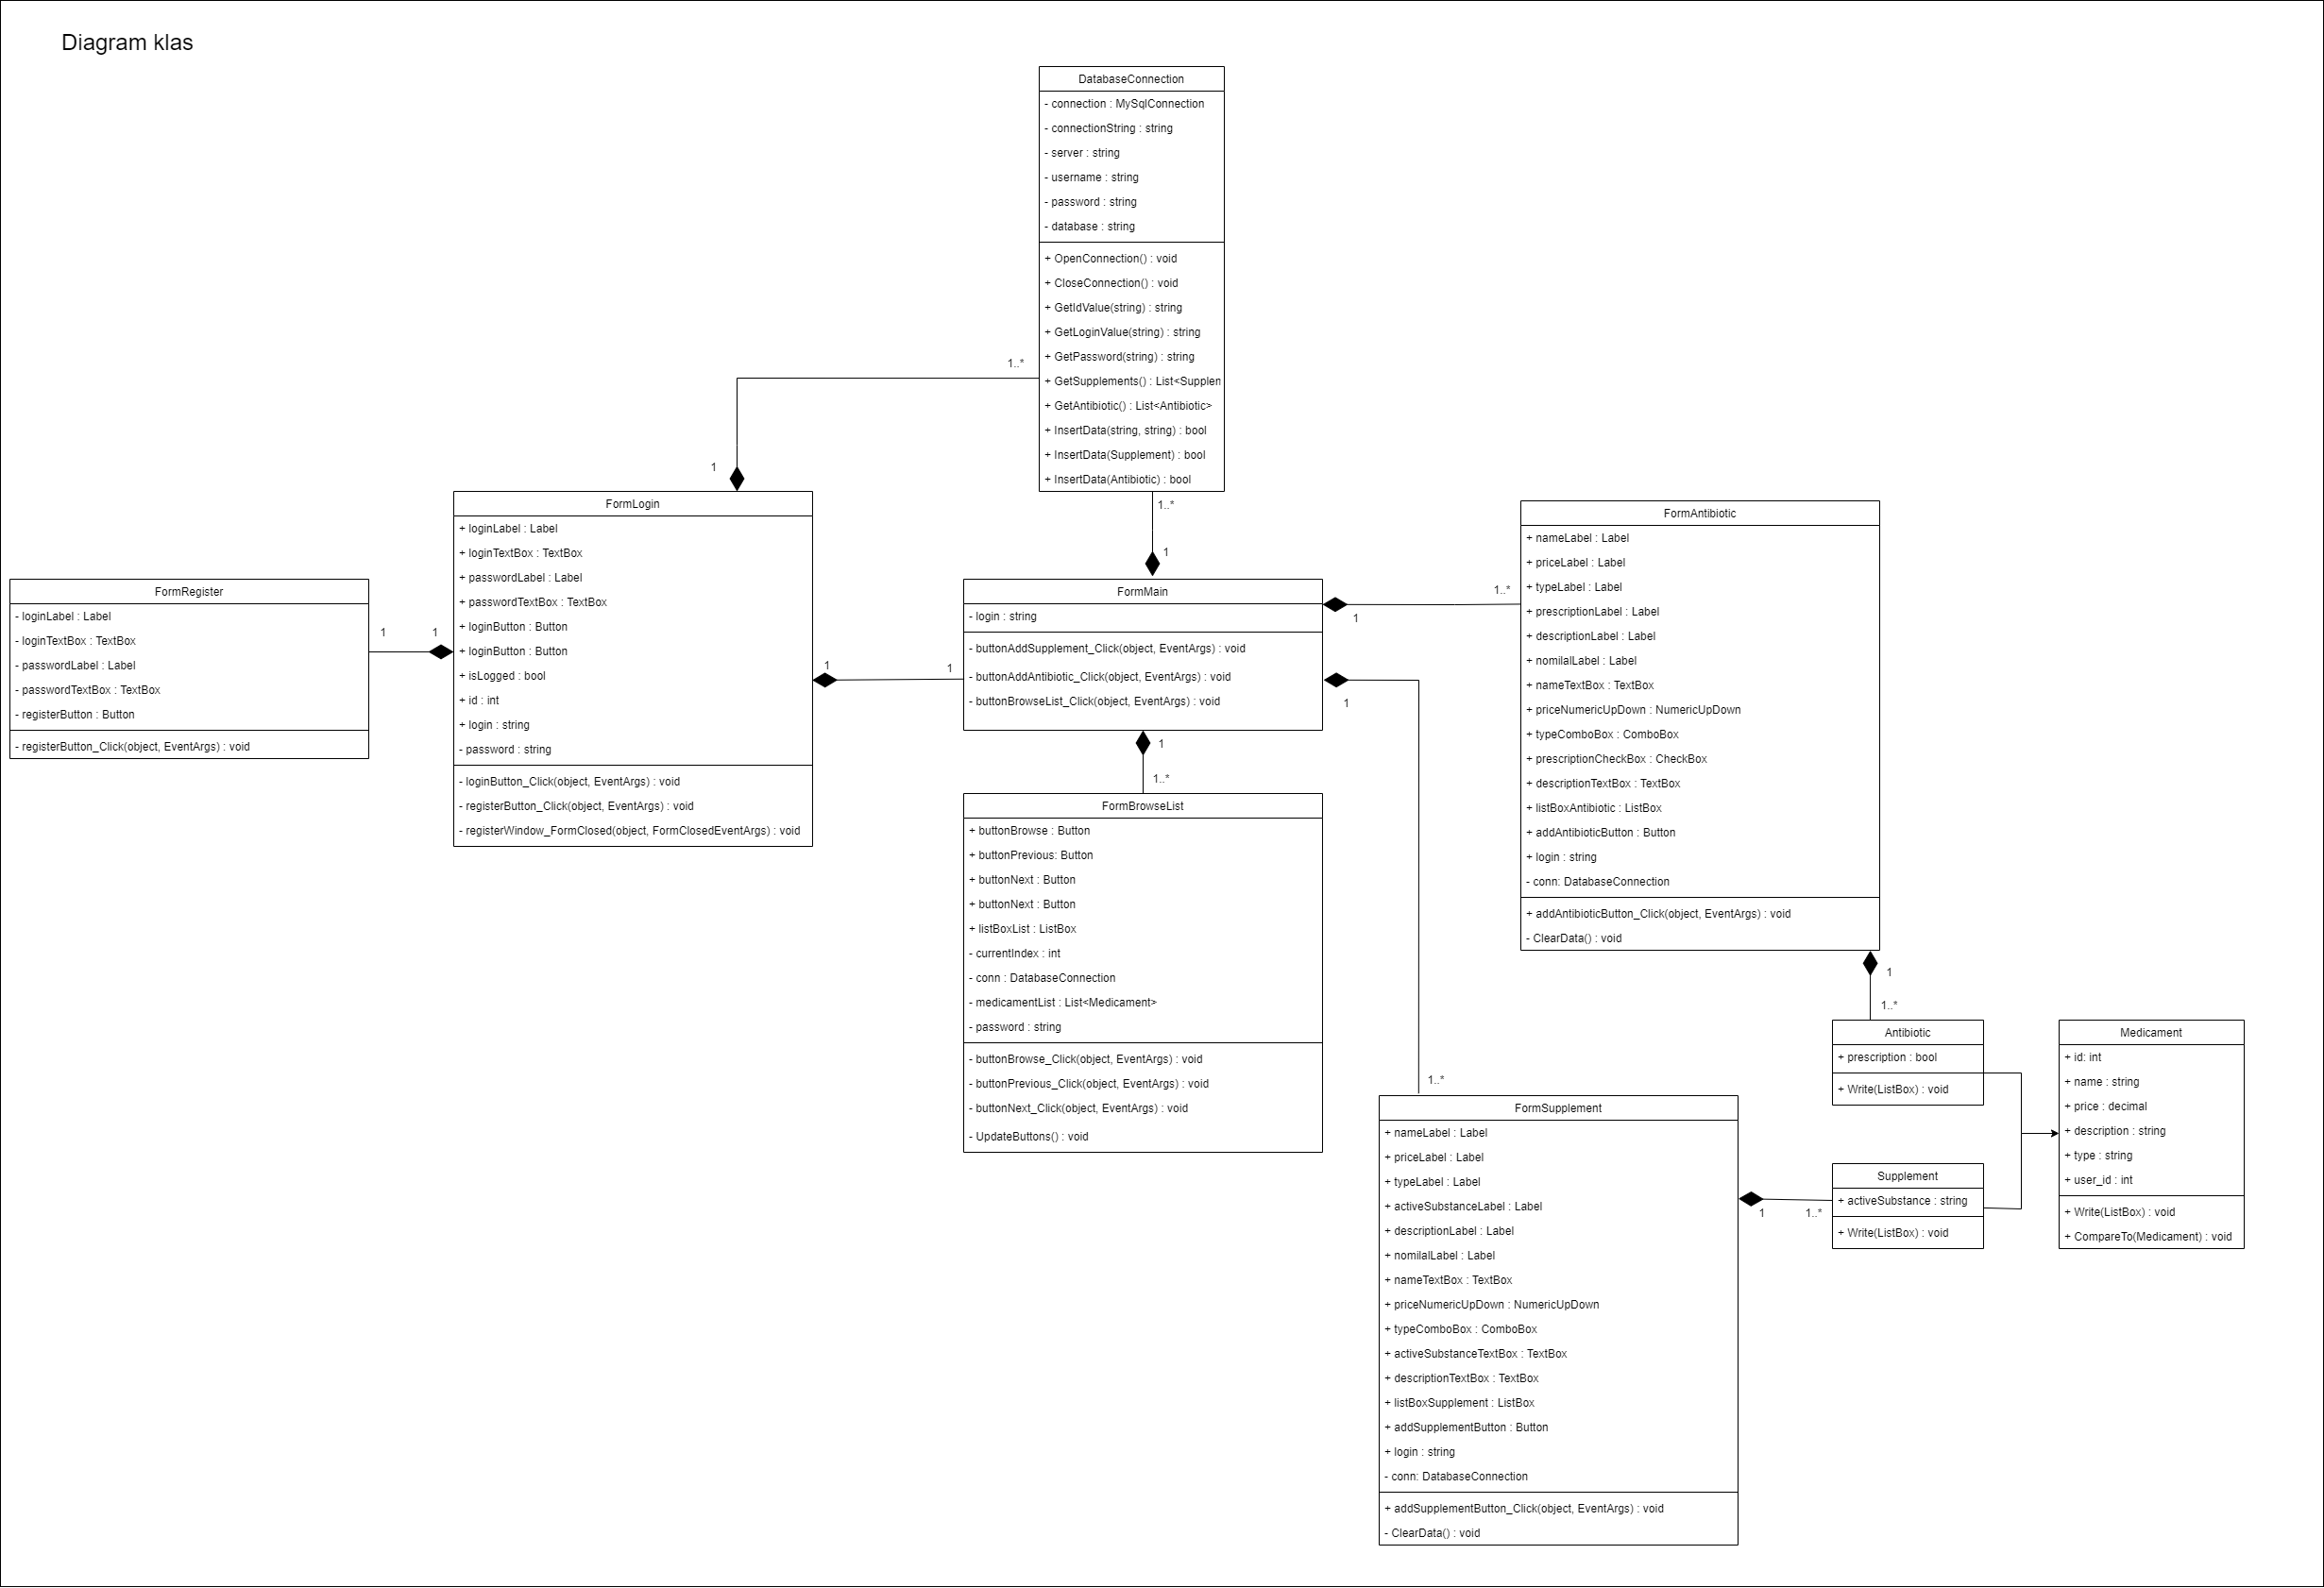 Diagram klas
DatabaseConnection
- connection : MySqlConnection
- connectionString : string
- server : string
- username : string
- password : string
- database : string
+ OpenConnection() : void
+ CloseConnection() : void
+ GetIdValue(string) : string
+ GetLoginValue(string) : string
+ GetPassword(string) : string
+ GetSupplements() : List<Supplen
+ GetAntibiotic() : List<Antibiotic>
+ InsertData(string, string) : bool
+ InsertData(Supplement) : bool
+ InsertData(Antibiotic) : bool
1..*
1
1..*
1
FormLogin
+ loginLabel : Label
+ loginTextBox : TextBox
+ passwordLabel : Label
+ passwordTextBox : TextBox
+ loginButton : Button
+ loginButton : Button
+ isLogged : bool
+ id : int
+ login : string
- password : string
- loginButton_Click(object, EventArgs) : void
- registerButton_Click(object, EventArgs) : void
- registerWindow_FormClosed(object, FormClosedEventArgs) : void
FormRegister
- loginLabel : Label
- loginTextBox : TextBox
- passwordLabel : Label
- passwordTextBox : TextBox
- registerButton : Button
- registerButton_Click(object, EventArgs) : void
1
1
1
1
FormMain
- login : string
- buttonAddSupplement_Click(object, EventArgs) : void
- buttonAddAntibiotic_Click(object, EventArgs) : void
- buttonBrowseList_Click(object, EventArgs) : void
1..*
1
1
1
1..*
FormBrowseList
+ buttonBrowse : Button
+ buttonPrevious: Button
+ buttonNext : Button
+ buttonNext : Button
+ listBoxList : ListBox
- currentIndex : int
- conn : DatabaseConnection
- medicamentList : List<Medicament>
- password : string
- buttonBrowse_Click(object, EventArgs) : void
- buttonPrevious_Click(object, EventArgs) : void
- buttonNext_Click(object, EventArgs) : void
- UpdateButtons() : void
FormAntibiotic
+ nameLabel : Label
+ priceLabel : Label
+ typeLabel : Label
+ prescriptionLabel : Label
+ descriptionLabel : Label
+ nomilalLabel : Label
+ nameTextBox : TextBox
+ priceNumericUpDown : NumericUpDown
+ typeComboBox : ComboBox
+ prescriptionCheckBox : CheckBox
+ descriptionTextBox : TextBox
+ listBoxAntibiotic : ListBox
+ addAntibioticButton : Button
+ login : string
- conn: DatabaseConnection
+ addAntibioticButton_Click(object, EventArgs) : void
- ClearData() : void
1
1..*
Antibiotic
+ prescription : bool
+ Write(ListBox) : void
Medicament
+ id: int
+ name : string
+ price : decimal
+ description : string
+ type : string
+ user_id : int
+ Write(ListBox) : void
+ CompareTo(Medicament) : void
1..*
FormSupplement
+ nameLabel : Label
+ priceLabel : Label
+ typeLabel : Label
+ activeSubstanceLabel : Label
+ descriptionLabel : Label
+ nomilalLabel : Label
+ nameTextBox : TextBox
+ priceNumericUpDown : NumericUpDown
+ typeComboBox : ComboBox
+ activeSubstanceTextBox : TextBox
+ descriptionTextBox : TextBox
+ listBoxSupplement : ListBox
+ addSupplementButton : Button
+ login : string
- conn: DatabaseConnection
+ addSupplementButton_Click(object, EventArgs) : void
- ClearData() : void
1
1..*
Supplement
+ activeSubstance : string
+ Write(ListBox) : void